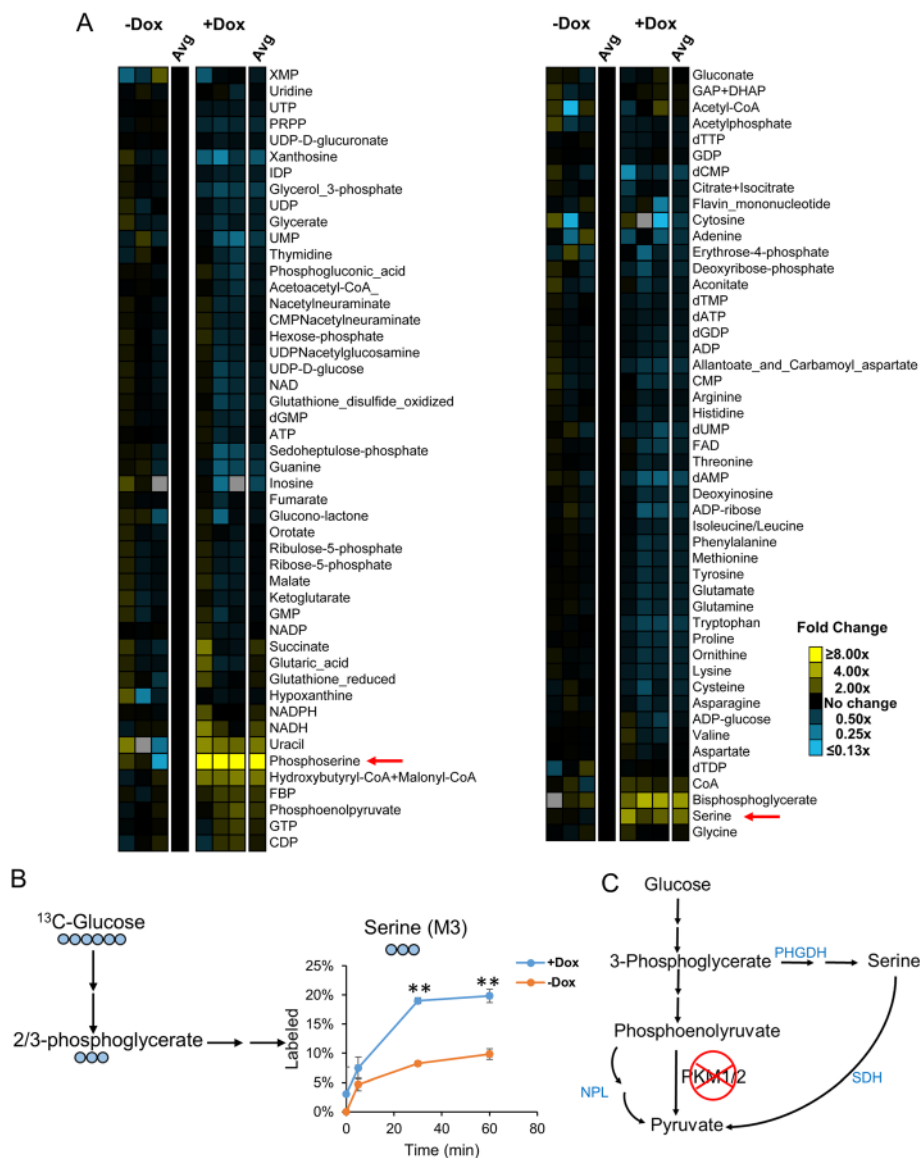 A
-Dox
+Dox
Avg
Avg
XMP
Uridine
UTP
PRPP
UDP-D-glucuronate
Xanthosine
IDP
Glycerol_3-phosphate
UDP
Glycerate
UMP
Thymidine
Phosphogluconic_acid
Acetoacetyl-CoA_
Nacetylneuraminate
CMPNacetylneuraminate
Hexose-phosphate
UDPNacetylglucosamine
UDP-D-glucose
NAD
Glutathione_disulfide_oxidized
dGMP
ATP
Sedoheptulose-phosphate
Guanine
Inosine
Fumarate
Glucono-lactone
Orotate
Ribulose-5-phosphate
Ribose-5-phosphate
Malate
Ketoglutarate
GMP
NADP
Succinate
Glutaric_acid
Glutathione_reduced
Hypoxanthine
NADPH
NADH
Uracil
Phosphoserine
Hydroxybutyryl-CoA+Malonyl-CoA
FBP
Phosphoenolpyruvate
GTP
CDP
-Dox
+Dox
Avg
Avg
Gluconate
GAP+DHAP
Acetyl-CoA
Acetylphosphate
dTTP
GDP
dCMP
Citrate+Isocitrate
Flavin_mononucleotide
Cytosine
Adenine
Erythrose-4-phosphate
Deoxyribose-phosphate
Aconitate
dTMP
dATP
dGDP
ADP
Allantoate_and_Carbamoyl_aspartate
CMP
Arginine
Histidine
dUMP
FAD
Threonine
dAMP
Deoxyinosine
ADP-ribose
Isoleucine/Leucine
Phenylalanine
Methionine
Tyrosine
Glutamate
Glutamine
Tryptophan
Proline
Ornithine
Lysine
Cysteine
Asparagine
ADP-glucose
Valine
Aspartate
dTDP
CoA
Bisphosphoglycerate
Serine
Glycine
Fold Change
≥8.00x
4.00x
2.00x
No change
0.50x
0.25x
≤0.13x
B
13C-Glucose
2/3-phosphoglycerate
Serine (M3)
+Dox
-Dox
**
**
Labeled
25%
20%
15%
10%
5%
0%
0
20
40
60
80
Time (min)
C
Glucose
3-Phosphoglycerate
PHGDH
Serine
Phosphoenolyruvate
PKM1/2
NPL
SDH
Pyruvate